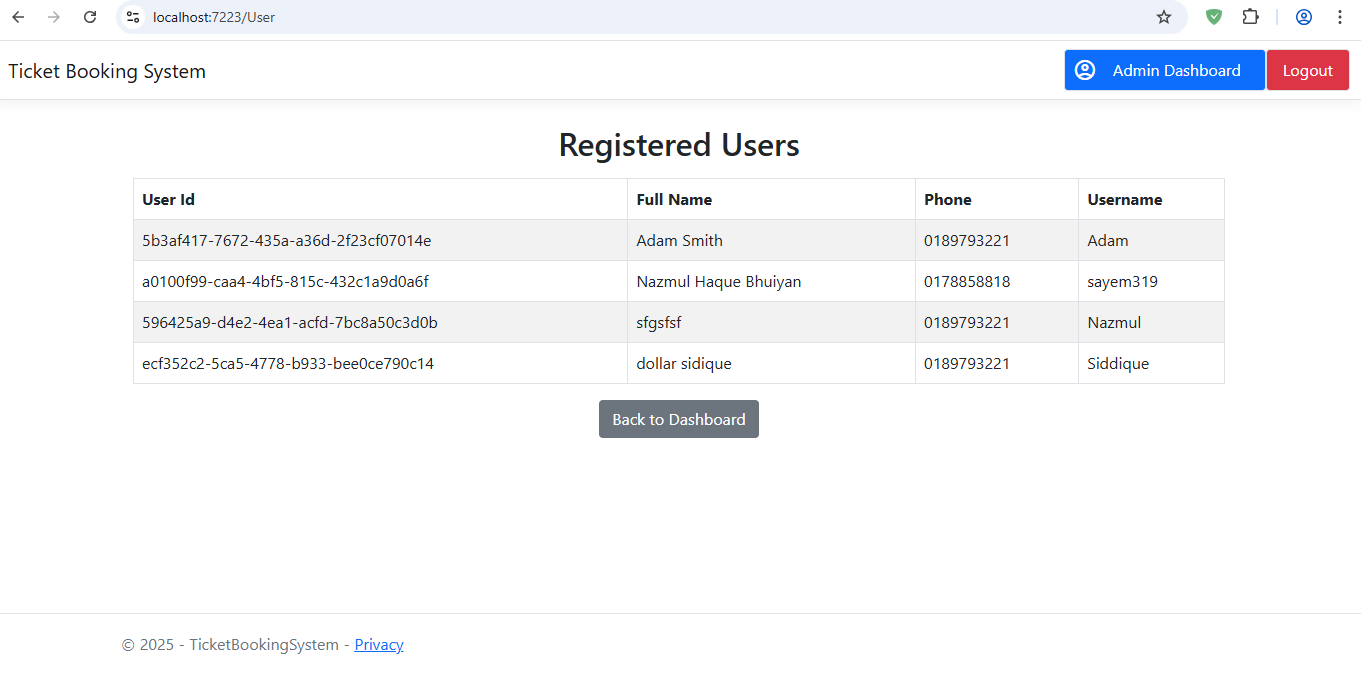 localhost:7223/User
Ticket Booking System
Admin Dashboard
Logout
Registered Users
User Id Full Name Phone Username
5b3af417-7672-435a-a36d-2f23cf07014e Adam Smith 0189793221 Adam
a0100f99-caa4-4bf5-815c-432c1a9d0a6f Nazmul Haque Bhuiyan 0178858818 sayem319
596425a9-d4e2-4ea1-acfd-7bc8a50c3d0b sfgsfsf 0189793221 Nazmul
ecf352c2-5ca5-4778-b933-bee0ce790c14 dollar sidique 0189793221 Siddique
Back to Dashboard
© 2025 - TicketBookingSystem - Privacy